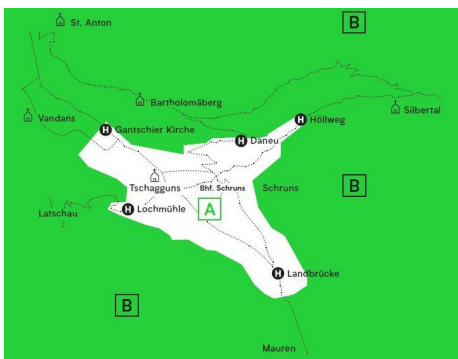 St. Anton
B
Bartholomäberg
Silbertal
Vandans
H Gantschier Kirche
H Höllweg
H Daneu
Tschagguns
Bhf. Schruns
Schruns
B
Latschau
H Lochmühle
A
H Landbrücke
B
Mauren